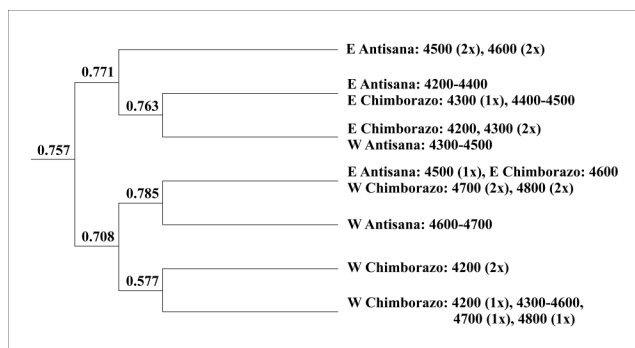 E Antisana: 4500 (2x), 4600 (2x)
0.771
E Antisana: 4200-4400
0.763
E Chimborazo: 4300 (1x), 4400-4500
E Chimborazo: 4200, 4300 (2x)
W Antisana: 4300-4500
0.757
E Antisana: 4500 (1x), E Chimborazo: 4600
0.785
W Chimborazo: 4700 (2x), 4800 (2x)
W Antisana: 4600-4700
0.708
W Chimborazo: 4200 (2x)
0.577
W Chimborazo: 4200 (1x), 4300-4600,
4700 (1x), 4800 (1x)